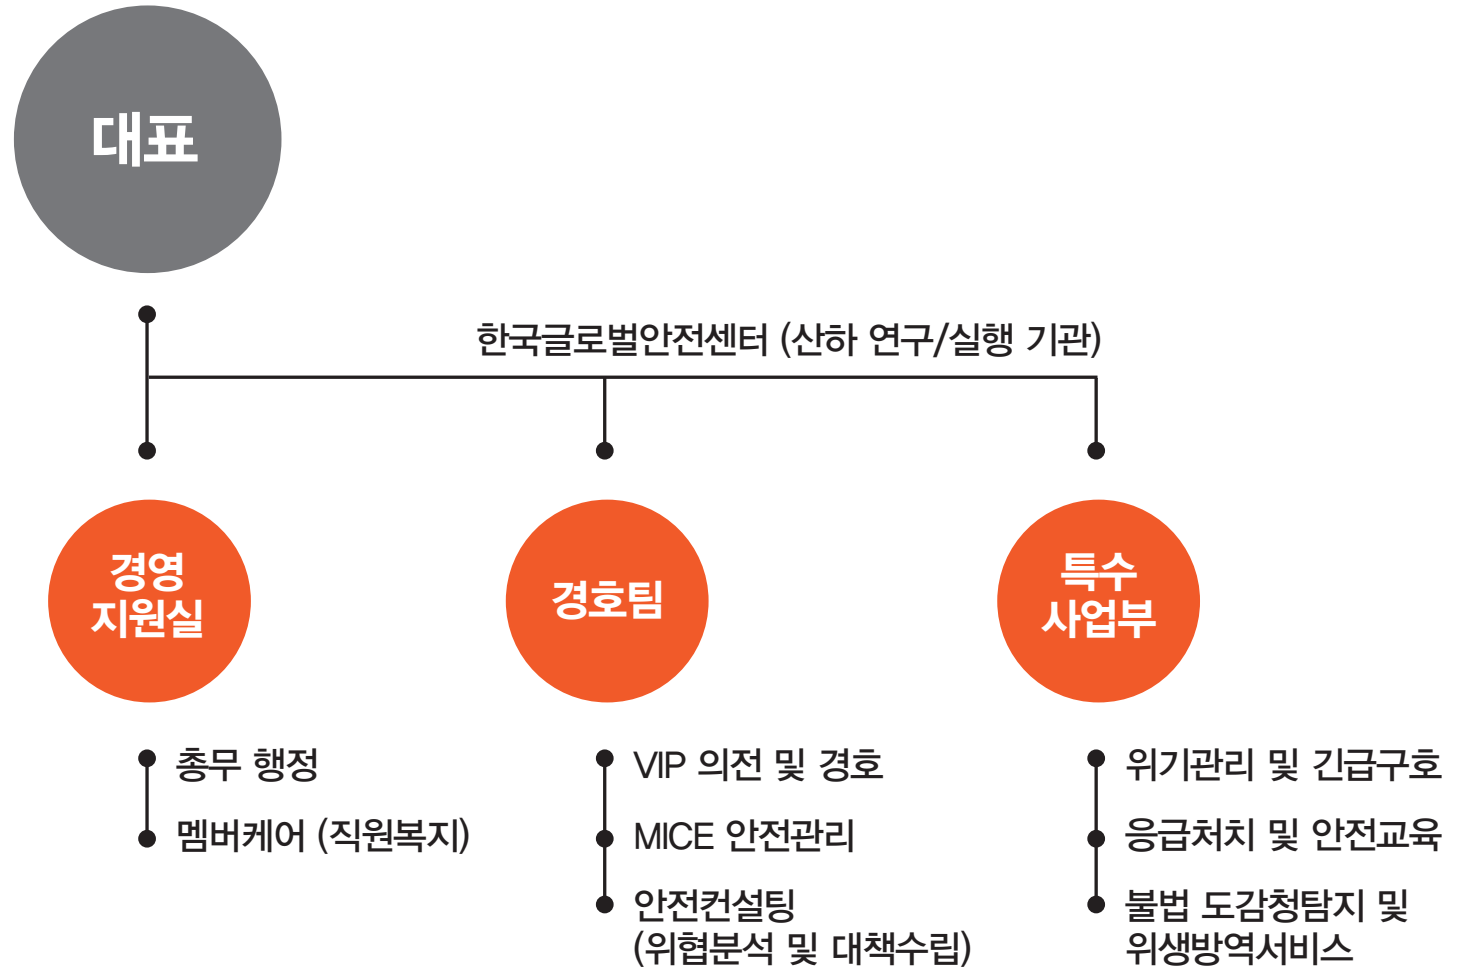 대표
한국글로벌안전센터 (산하 연구/실행 기관)
경영
지원실
경호팀
특수
사업부
총무 행정
멤버케어 (직원복지)
VIP 의전 및 경호
MICE 안전관리
안전컨설팅
(위협분석 및 대책수립)
위기관리 및 긴급구호
응급처치 및 안전교육
불법 도감청탐지 및
위생방역서비스